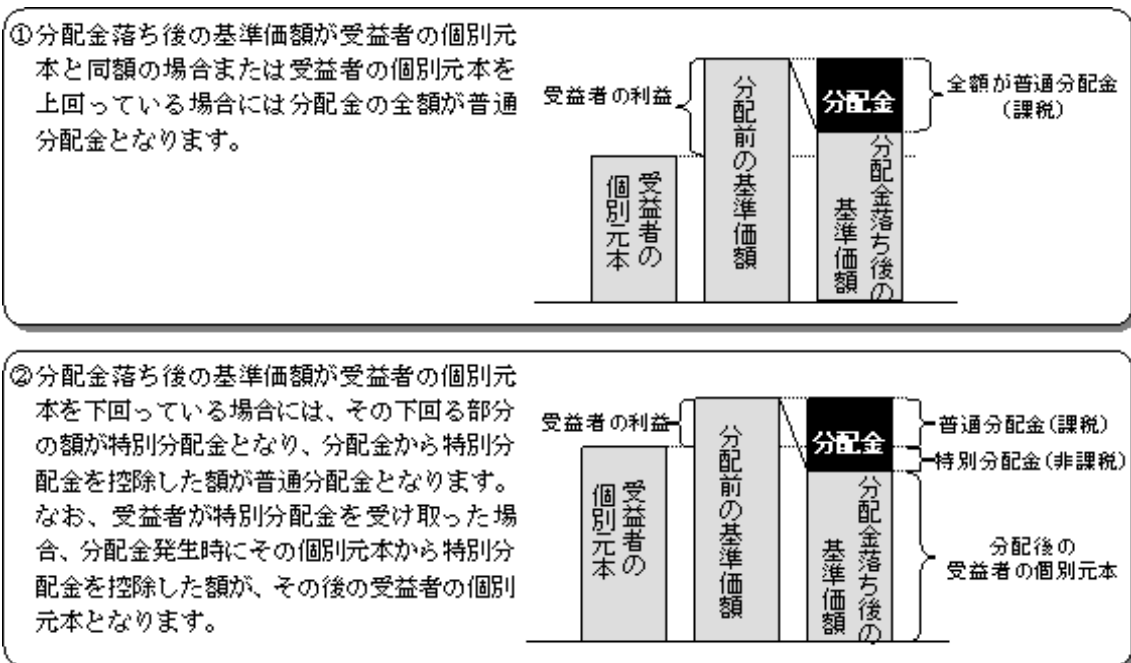 ①分配金落ち後の基準価額が受益者の個別元
本と同額の場合または受益者の個別元本を
上回っている場合には分配金の全額が普通
分配金となります。
受益者の利益
受益者の
個別元本
分配前の基準価額
分配金
分配金落ち後の
基準価額
全額が普通分配金
(課税)
②分配金落ち後の基準価額が受益者の個別元
本を下回っている場合には、その下回る部分
の額が特別分配金となり、分配金から特別分
配金を控除した額が普通分配金となります。
なお、受益者が特別分配金を受け取った場
合、分配金発生時にその個別元本から特別分
配金を控除した額が、その後の受益者の個別
元本となります。
受益者の利益
受益者の
個別元本
分配前の基準価額
分配金
分配金落ち後の
基準価額
普通分配金(課税)
特別分配金(非課税)
分配後の
受益者の個別元本